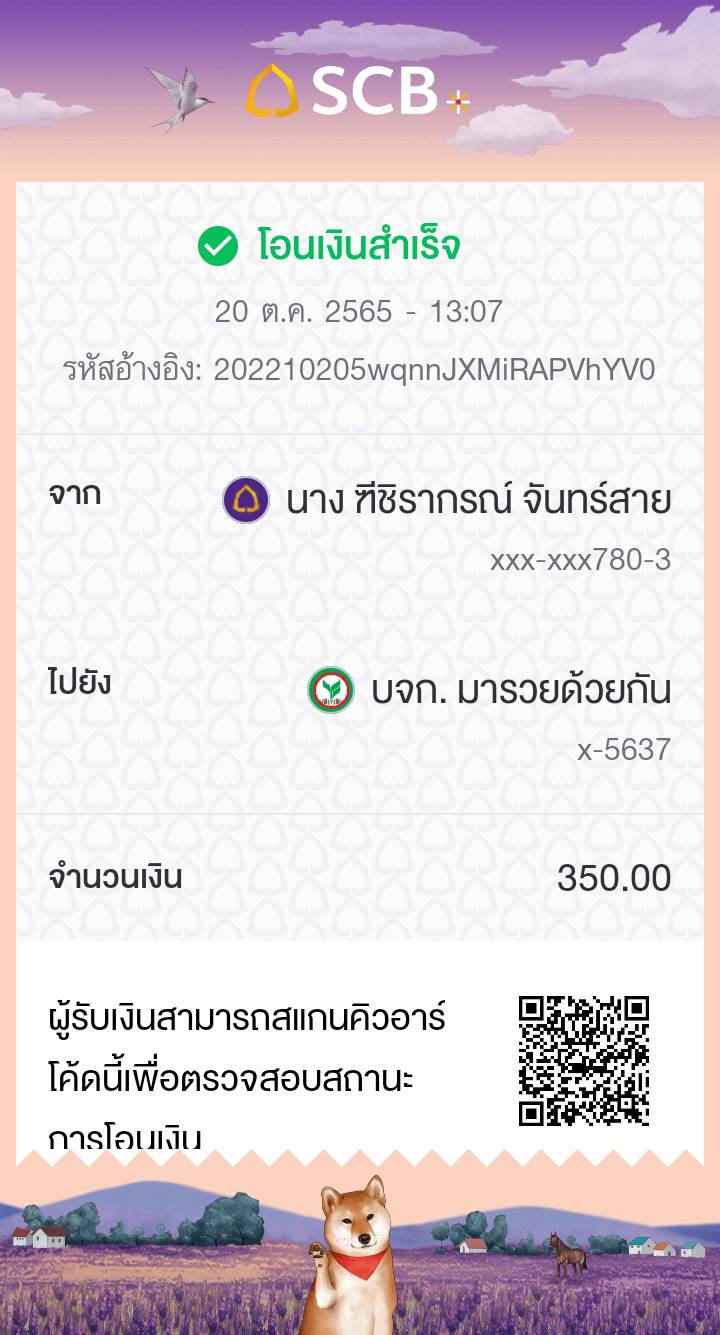 SCB
โอนเงินสำเร็จ
20 ต.ค. 2565 - 13:07
รหัสอ้างอิง: 202210205wqnnJXMiRAPVhYV0
จาก
นาง ฑีชิรากรณ์ จันทร์สาย
xxx-xxx780-3
ไปยัง
บจก. มารวยด้วยกัน
x-5637
จำนวนเงิน
350.00
ผู้รับเงินสามารถสแกนคิวอาร์
โค้ดนี้เพื่อตรวจสอบสถานะ
การโอนเงิน